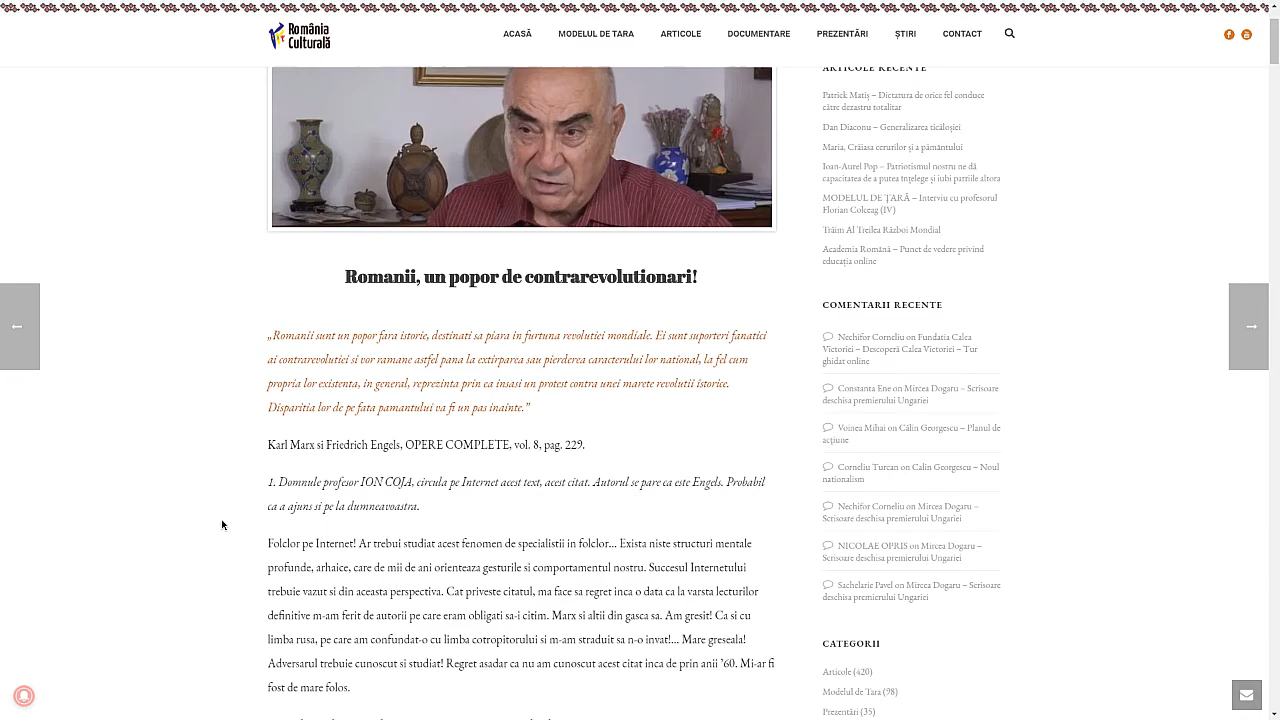 România
Culturală
ACASĂ
MODELUL DE TARA
ARTICOLE
DOCUMENTARE
PREZENTĂRI
ȘTIRI
CONTACT
Romanii, un popor de contrarevolutionari!
„Romanii sunt un popor fara istorie, destinati sa piara in furtuna revolutiei mondiale. Ei sunt suporteri fanatici
ai contrarevolutiei si vor ramane astfel pana la extirparea sau pierderea caracterului lor national, la fel cum
propria lor existenta, in general, reprezinta prin ea insasi un protest contra unei marete revolutii istorice.
Disparitia lor de pe fata pamantului va fi un pas inainte.”
Karl Marx si Friedrich Engels, OPERE COMPLETE, vol. 8, pag. 229.
1. Domnule profesor ION COJA, circula pe Internet acest text, acest citat. Autorul se pare ca este Engels. Probabil
ca a ajuns si pe la dumneavoastra.
Folclor pe Internet! Ar trebui studiat acest fenomen de specialistii in folclor… Exista niste structuri mentale
profunde, arhaice, care de mii de ani orienteaza gesturile si comportamentul nostru. Succesul Internetului
trebuie vazut si din aceasta perspectiva. Cat priveste citatul, ma face sa regret inca o data ca la varsta lecturilor
definitive m-am ferit de autorii pe care eram obligati sa-i citim. Marx si altii din gasca sa. Am gresit! Ca si cu
limba rusa, pe care am confundat-o cu limba cotropitorului si m-am straduit sa n-o invat!… Mare greseala!
Adversarul trebuie cunoscut si studiat! Regret asadar ca nu am cunoscut acest citat inca de prin anii ’60. Mi-ar fi
fost de mare folos.
ARTICOLE RECENTE
Patrick Matiș – Dictatura de orice fel conduce
către dezastru totalitar
Dan Diaconu – Generalizarea ticăloșiei
Maria, Crăiasa cerurilor și a pământului
Ioan-Aurel Pop – Patriotismul nostru ne dă
capacitatea de a putea înțelege și iubi patriile altora
MODELUL DE ȚARĂ – Interviu cu profesorul
Florian Colceag (IV)
Trăim Al Treilea Război Mondial
Academia Română – Punct de vedere privind
educația online
COMENTARII RECENTE
Nechifor Corneliu on Fundatia Calea
Victoriei – Descoperă Calea Victoriei – Tur
ghidat online
Constanta Ene on Mircea Dogaru – Scrisoare
deschisa premierului Ungariei
Voinea Mihai on Călin Georgescu – Planul de
acțiune
Corneliu Turcan on Calin Georgescu – Noul
nationalism
Nechifor Corneliu on Mircea Dogaru –
Scrisoare deschisa premierului Ungariei
NICOLAE OPRIS on Mircea Dogaru –
Scrisoare deschisa premierului Ungariei
Sachelarie Pavel on Mircea Dogaru – Scrisoare
deschisa premierului Ungariei
CATEGORII
Articole (420)
Modelul de Tara (98)
Prezentări (35)